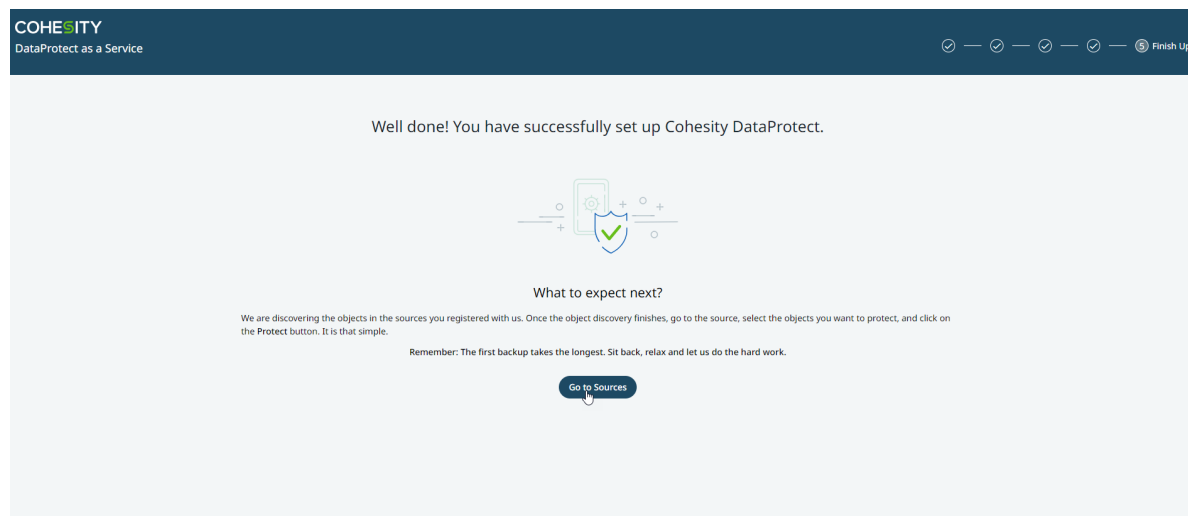 COHESITY
DataProtect as a Service
5 Finish Up
Well done! You have successfully set up Cohesity DataProtect.
What to expect next?
We are discovering the objects in the sources you registered with us. Once the object discovery finishes, go to the source, select the objects you want to protect, and click on
the Protect button. It is that simple.
Remember: The first backup takes the longest. Sit back, relax and let us do the hard work.
Go to Sources